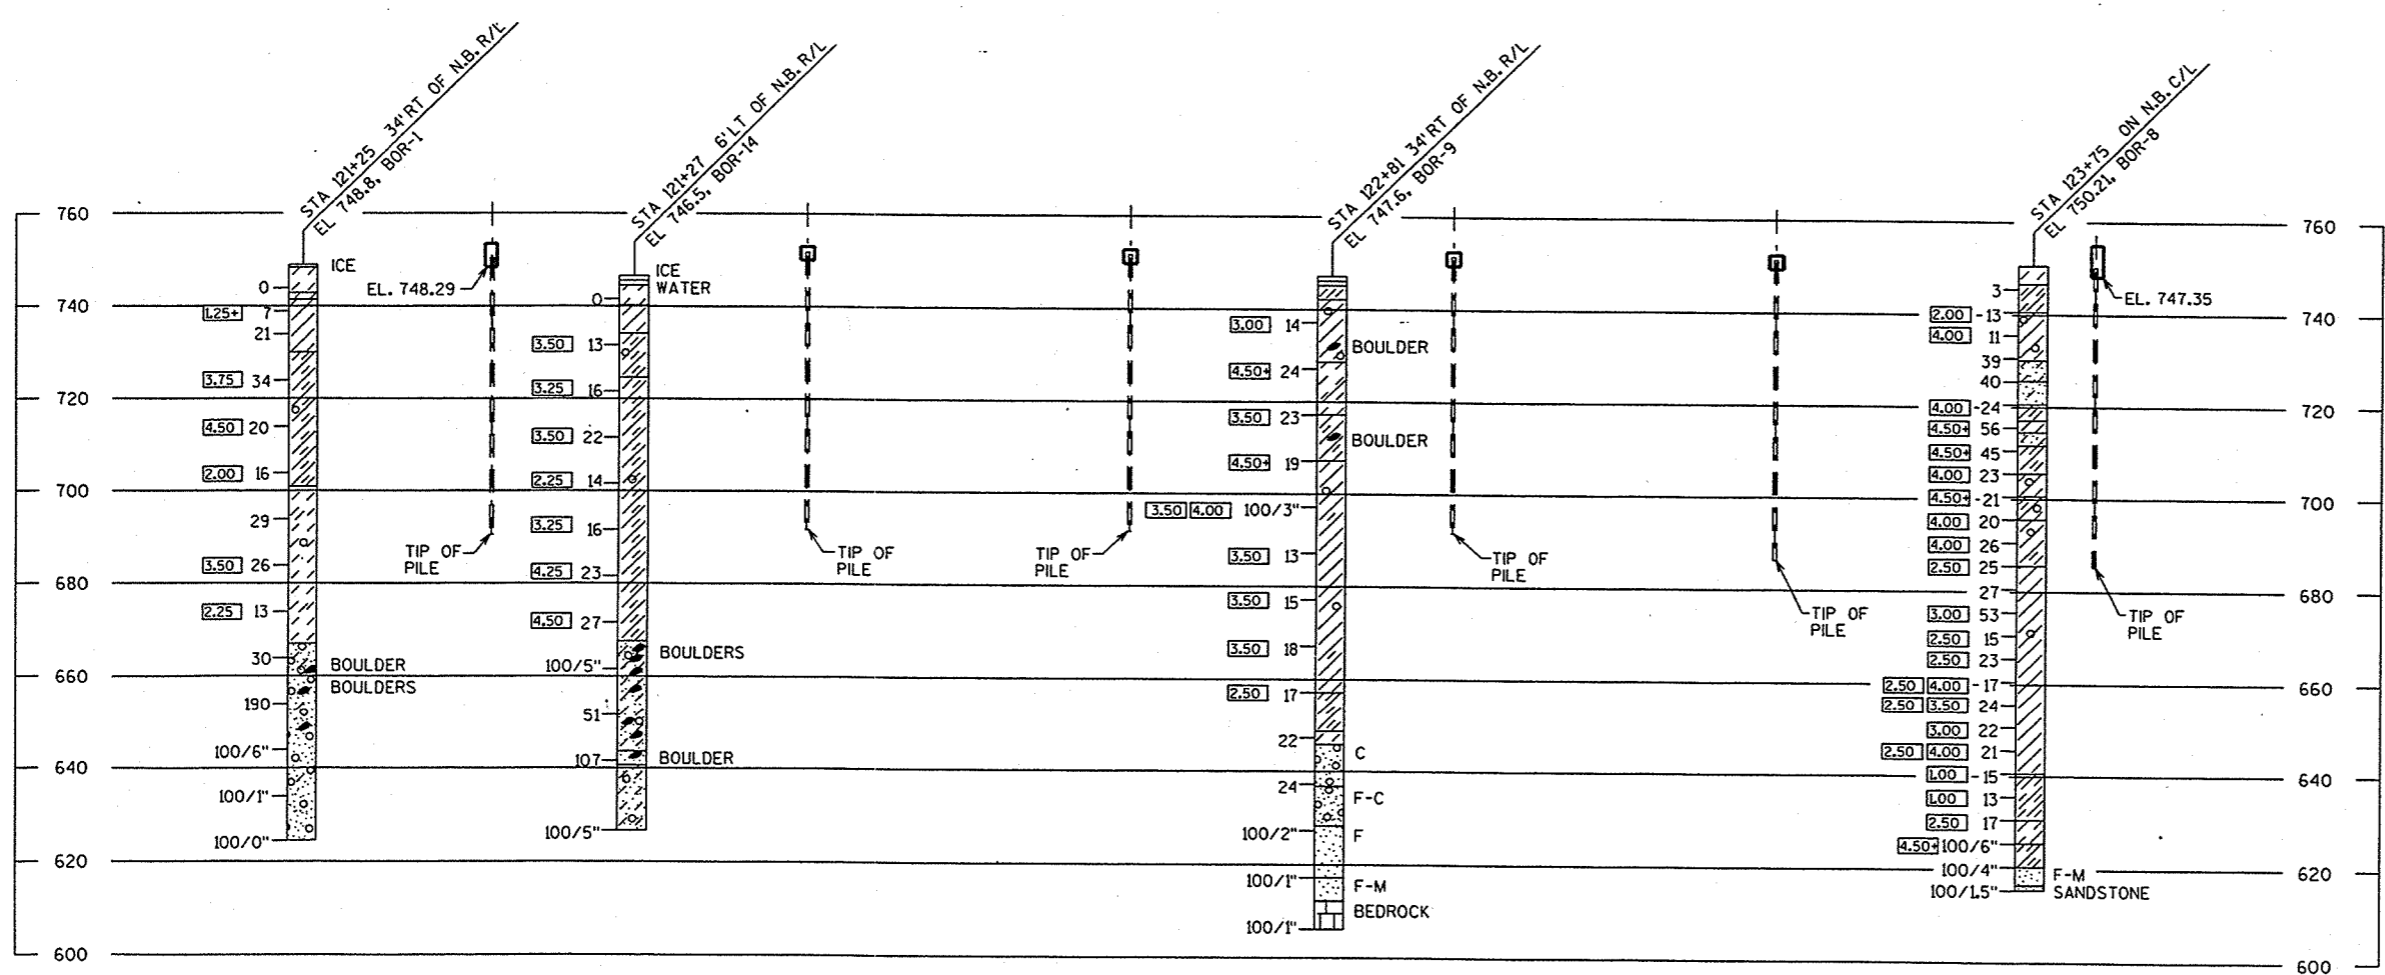 STA 121+25 34'RT OF N.B. R/L
EL 748.8, BOR-1
STA 121+27 6'LT OF N.B. R/L
EL 746.5, BOR-14
STA 122+81 34'RT OF N.B. R/L
EL 747.6, BOR-9
STA 123+75 ON N.B. C/L
EL 750.21, BOR-8
760
740
720
700
680
660
640
620
600
ICE
0
1.25+ 7
21
3.75 34
4.50 20
2.00 16
29
3.50 26
2.25 13
30
BOULDER
BOULDERS
190
100/6"
100/1"
100/0"
EL. 748.29
TIP OF
PILE
ICE
WATER
0
3.50 13
3.25 16
3.50 22
2.25 14
3.25 16
4.25 23
4.50 27
BOULDERS
100/5"
51
107
BOULDER
100/5"
TIP OF
PILE
TIP OF
PILE
3.00 14
BOULDER
4.50+ 24
3.50 23
BOULDER
4.50+ 19
3.50 4.00 100/3"
3.50 13
3.50 15
3.50 18
2.50 17
22
C
24
F-C
100/2"
F
100/1"
F-M
BEDROCK
100/1"
TIP OF
PILE
TIP OF
PILE
3
2.00 -13
4.00 11
39
40
4.00 -24
4.50+ 56
4.50+ 45
4.00 23
4.50+ -21
4.00 20
4.00 26
2.50 25
27
3.00 53
2.50 15
2.50 23
2.50 4.00 -17
2.50 3.50 24
3.00 22
2.50 4.00 21
1.00 -15
1.00 13
2.50 17
4.50+ 100/6"
100/4"
F-M
100/1.5"
SANDSTONE
EL. 747.35
TIP OF
PILE
760
740
720
700
680
660
640
620
600